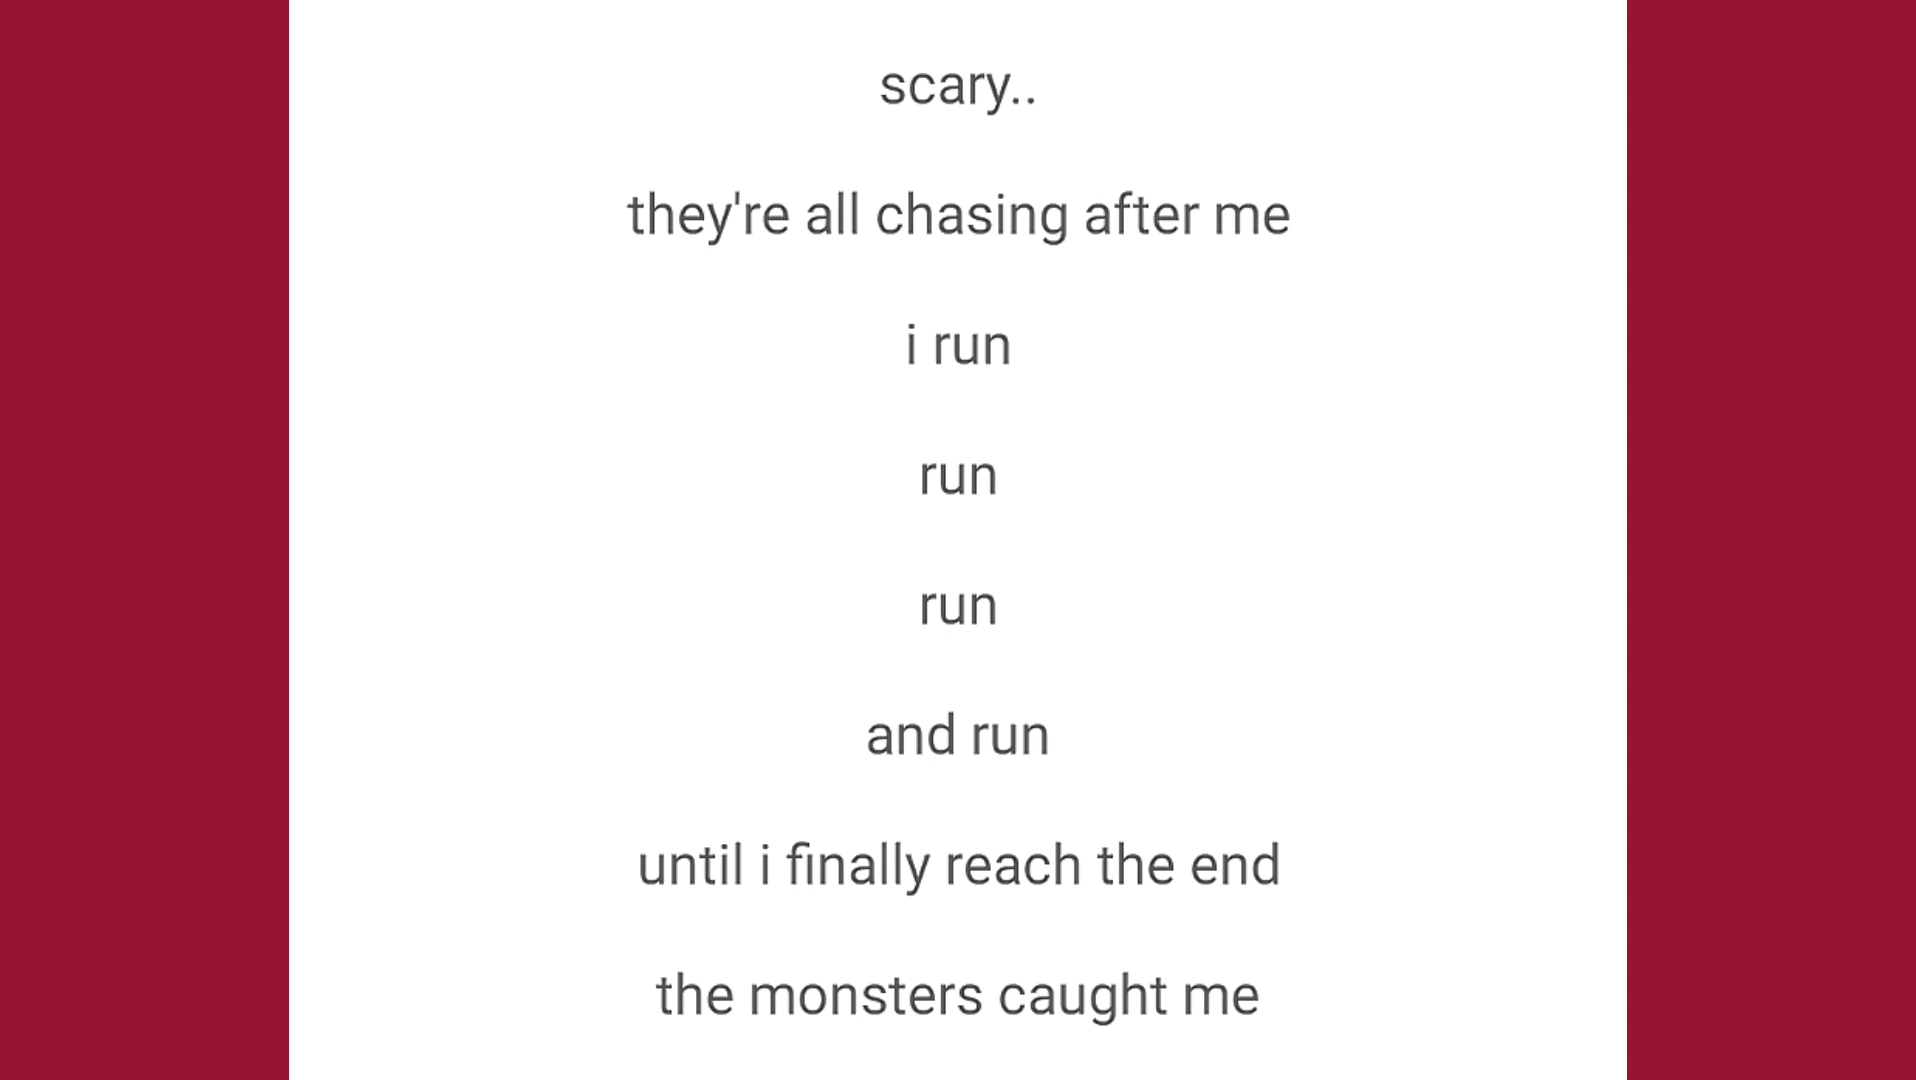 scary..
they're all chasing after me
i run
run
run
and run
until i finally reach the end
the monsters caught me